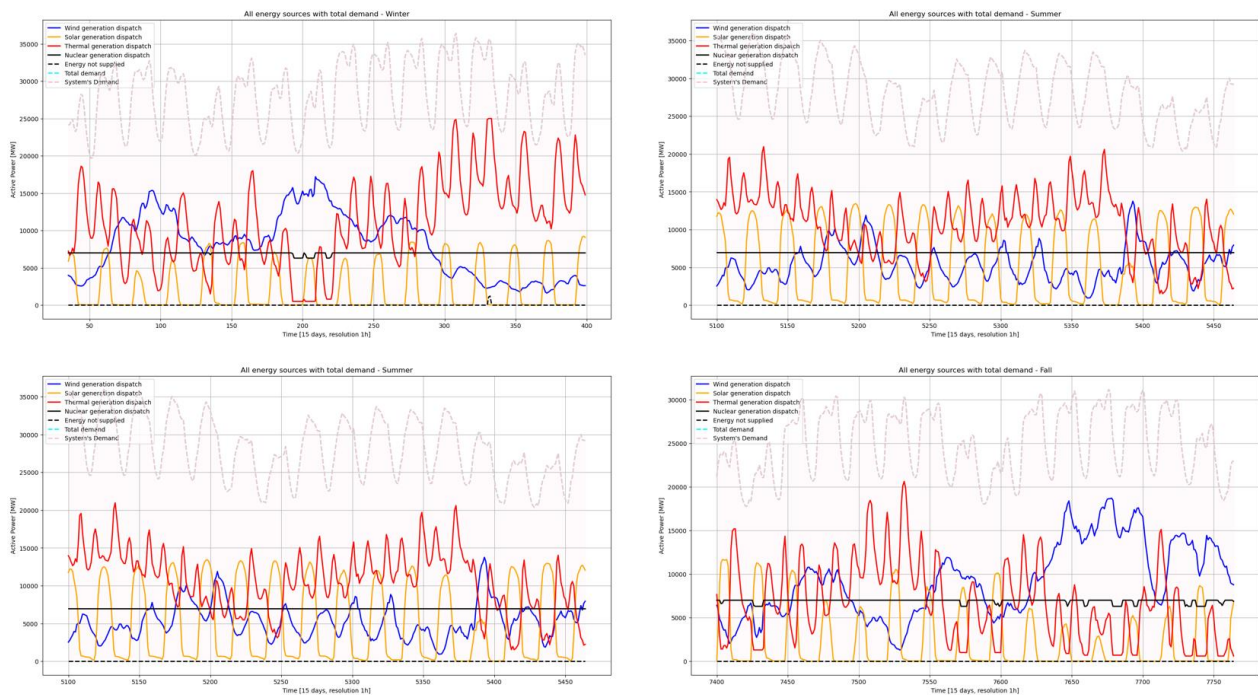 All energy sources with total demand - Winter
Wind generation dispatch
Solar generation dispatch
Thermal generation dispatch
Nuclear generation dispatch
Energy not supplied
Total demand
System's Demand
Active Power [MW]
35000
30000
25000
20000
15000
10000
5000
0
50
100
150
200
250
300
350
400
Time [15 days, resolution 1h]
All energy sources with total demand - Summer
Wind generation dispatch
Solar generation dispatch
Thermal generation dispatch
Nuclear generation dispatch
Energy not supplied
Total demand
System's Demand
Active Power [MW]
35000
30000
25000
20000
15000
10000
5000
0
5100
5150
5200
5250
5300
5350
5400
5450
Time [15 days, resolution 1h]
All energy sources with total demand - Summer
Wind generation dispatch
Solar generation dispatch
Thermal generation dispatch
Nuclear generation dispatch
Energy not supplied
Total demand
System's Demand
Active Power [MW]
35000
30000
25000
20000
15000
10000
5000
0
5100
5150
5200
5250
5300
5350
5400
5450
Time [15 days, resolution 1h]
All energy sources with total demand - Fall
Wind generation dispatch
Solar generation dispatch
Thermal generation dispatch
Nuclear generation dispatch
Energy not supplied
Total demand
System's Demand
Active Power [MW]
30000
25000
20000
15000
10000
5000
0
7400
7450
7500
7550
7600
7650
7700
7750
Time [15 days, resolution 1h]